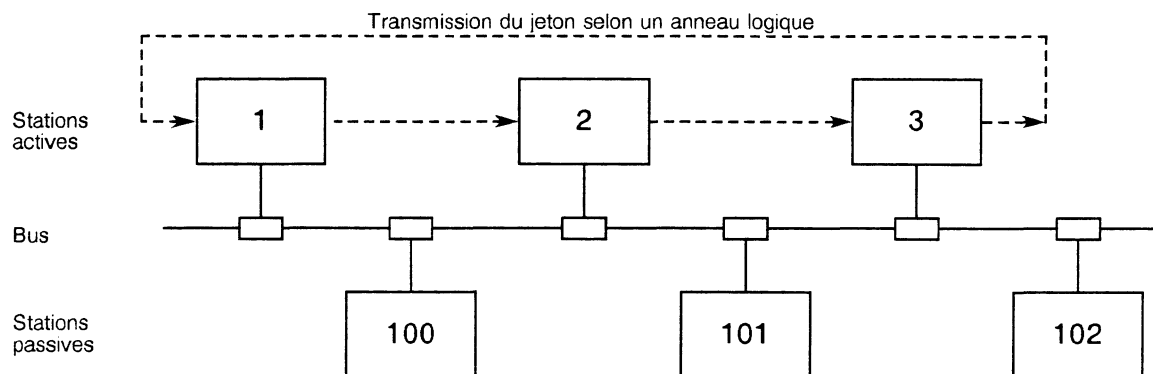 Transmission du jeton selon un anneau logique
Stations
actives
1
2
3
Bus
Stations
passives
100
101
102